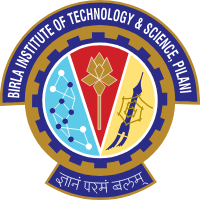 BIRLA INSTITUTE OF TECHNOLOGY & SCIENCE, PILANI
ज्ञानं परमं बलम्